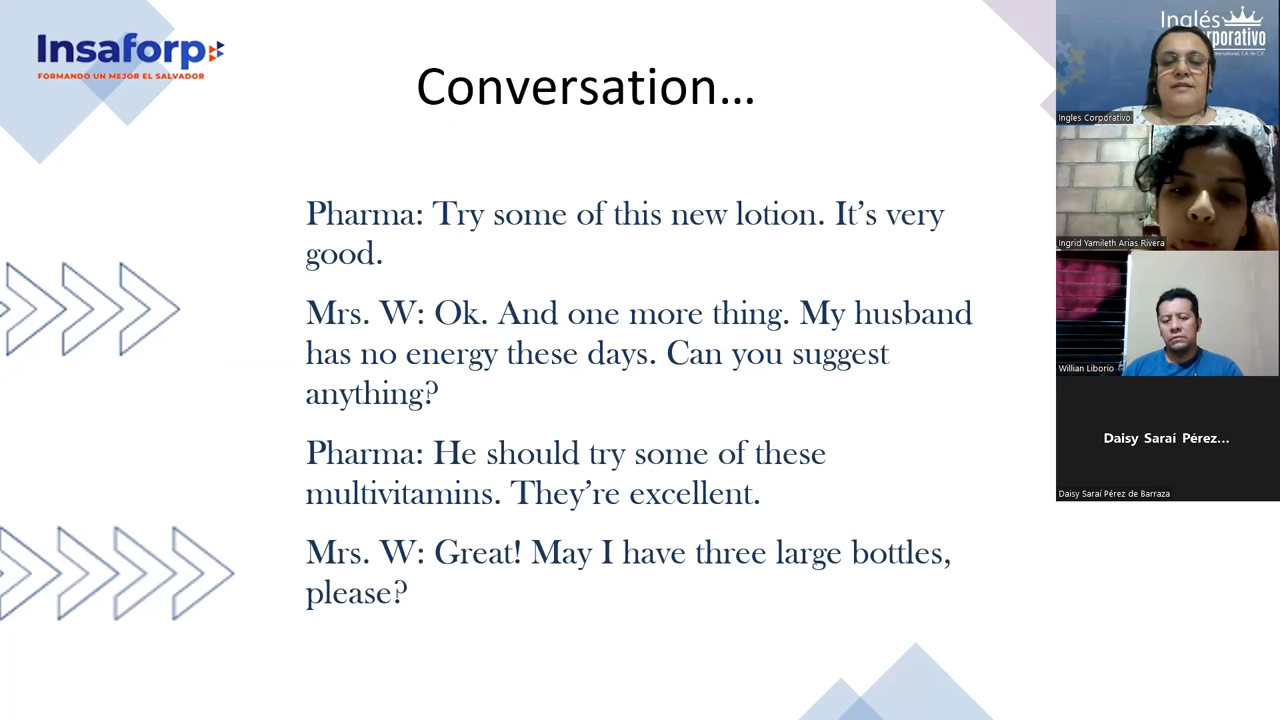 Insaforp
FORMANDO UN MEJOR EL SALVADOR
Conversation...
Pharma: Try some of this new lotion. It's very
good.
Mrs. W: Ok. And one more thing. My husband
has no energy these days. Can you suggest
anything?
Pharma: He should try some of these
multivitamins. They're excellent.
Mrs. W: Great! May I have three large bottles,
please?
Inglés
Ingles Corporativo
Ingrid Yamileth Arias Rivera
Willian Liborio
Daisy Saraí Pérez...
Daisy Saraí Pérez de Barraza